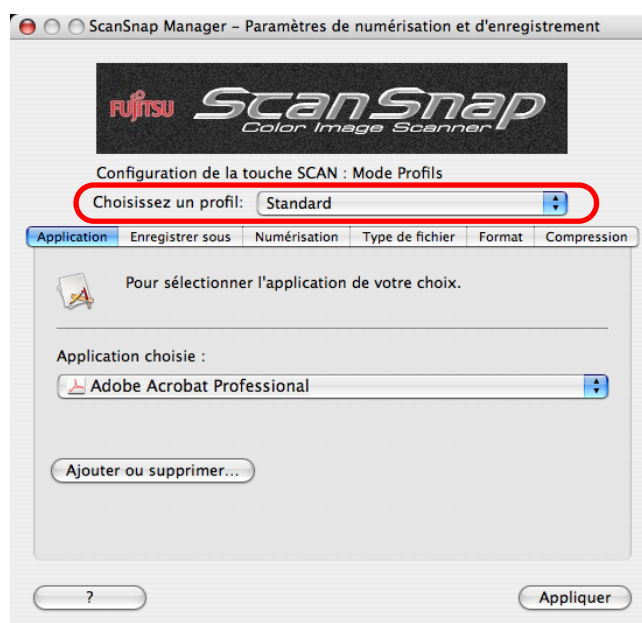 ScanSnap Manager – Paramètres de numérisation et d'enregistrement
FUJITSU ScanSnap
Color Image Scanner
Configuration de la touche SCAN : Mode Profils
Choisissez un profil: Standard
Application Enregistrer sous Numérisation Type de fichier Format Compression
Pour sélectionner l'application de votre choix.
Application choisie :
Adobe Acrobat Professional
Ajouter ou supprimer...
? Appliquer